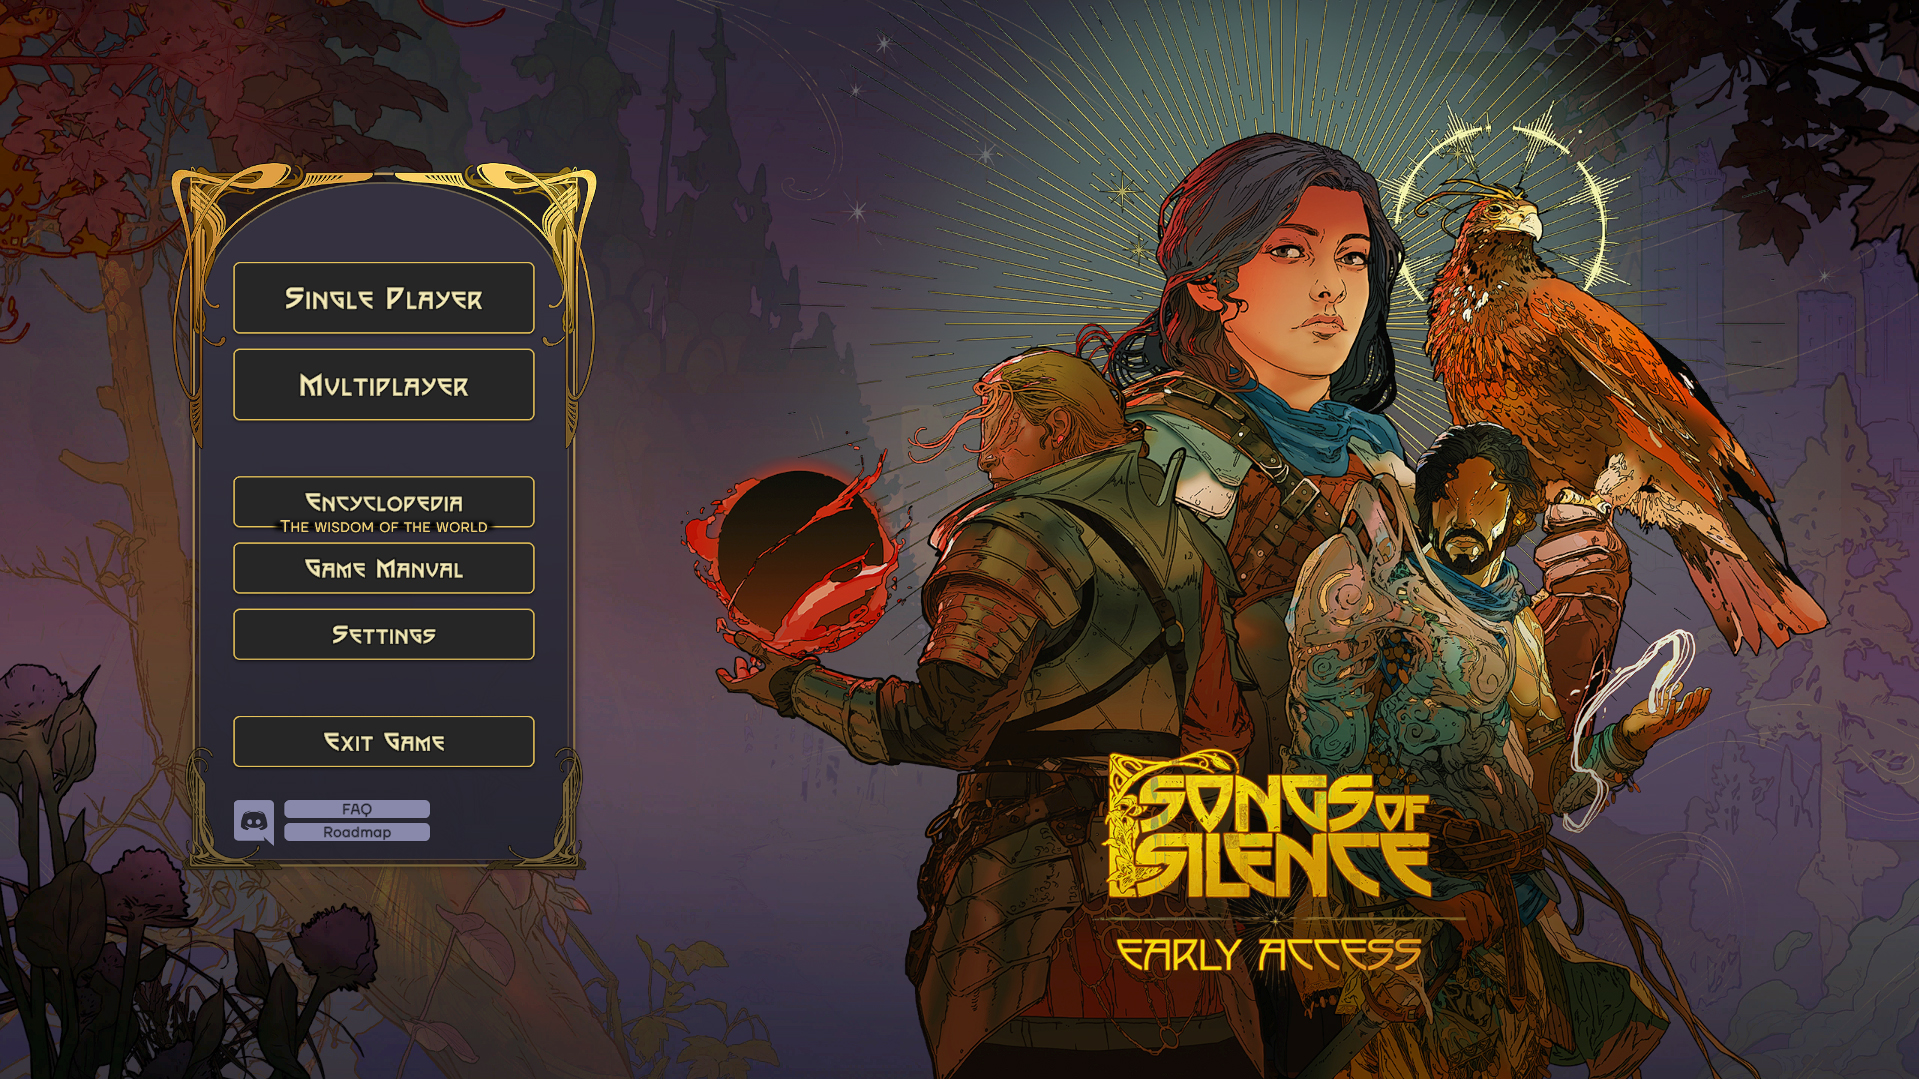 Single Player
Multiplayer
Encyclopedia
The wisdom of the world
Game Manual
Settings
Exit Game
FAQ
Roadmap
SONGS OF
SILENCE
EARLY ACCESS